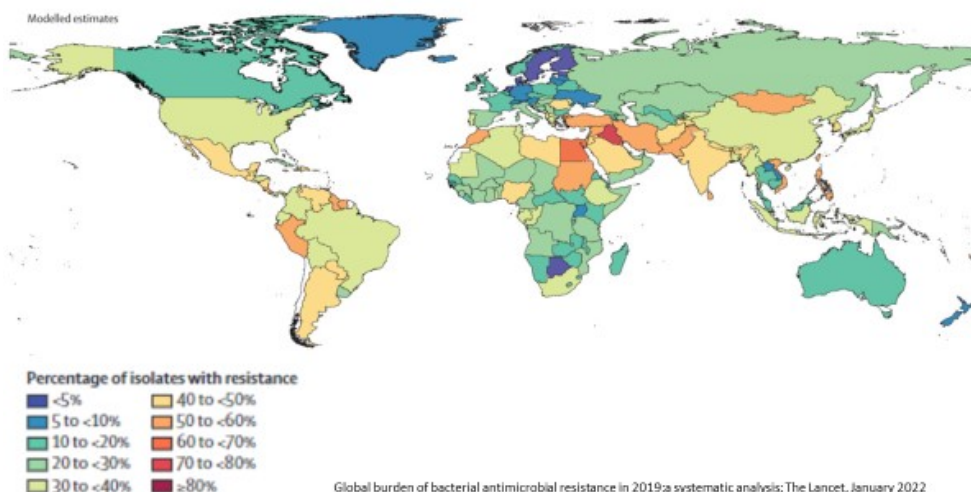 Modelled estimates
Percentage of isolates with resistance
<5%
5 to <10%
10 to <20%
20 to <30%
30 to <40%
40 to <50%
50 to <60%
60 to <70%
70 to <80%
≥80%
Global burden of bacterial antimicrobial resistance in 2019:a systematic analysis; The Lancet, January 2022